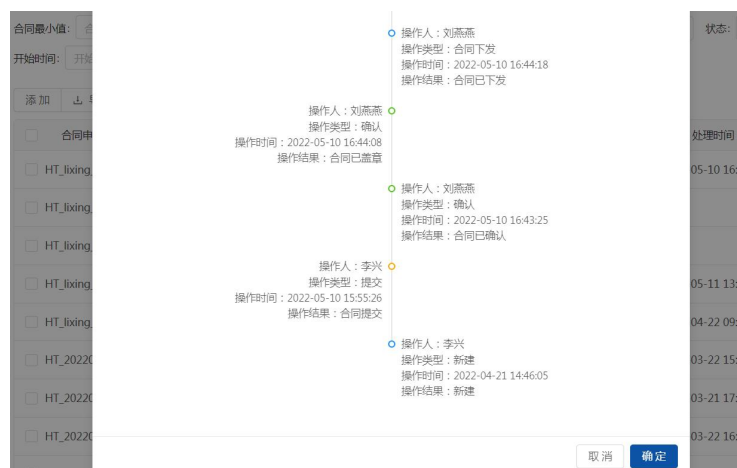 合同最小值:
状态:
开始时间:
添加
合同申
处理时间
HT_lixing_
05-10 16:
HT_lixing_
HT_lixing_
HT_lixing_
05-11 13:
HT_lixing_
04-22 09:
HT_20220
03-22 15:
HT_20220
03-21 17:
HT_20220
03-22 16:
操作人：刘燕燕
操作类型：合同下发
操作时间：2022-05-10 16:44:18
操作结果：合同已下发
操作人：刘燕燕
操作类型：确认
操作时间：2022-05-10 16:44:08
操作结果：合同已盖章
操作人：刘燕燕
操作类型：确认
操作时间：2022-05-10 16:43:25
操作结果：合同已确认
操作人：李兴
操作类型：提交
操作时间：2022-05-10 15:55:26
操作结果：合同提交
操作人：李兴
操作类型：新建
操作时间：2022-04-21 14:46:05
操作结果：新建
取消
确定